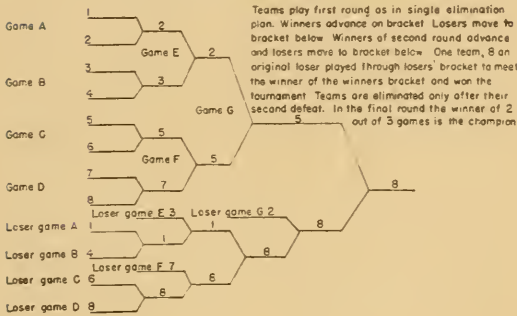 Teams play first round as in single elimination
plan. Winners advance on bracket Losers move to
bracket below Winners of second round advance
and losers move to bracket below One team, 8 an
original loser played through losers' bracket to meet
the winner of the winners bracket and won the
tournament Teams are eliminated only after their
second defeat. In the final round the winner of 2
out of 3 games is the champion
1
Game A 2
2 Game E 2
3
Game B 3
4
Game G 5
5
Game C 5
6 Game F 5
7
Game D 7
8
8
Loser game E 3 Loser game G 2
Loser game A 1 1
1 8
Loser game B 4
8
Loser game F 7
Loser game C 6 8
8
Loser game D 8